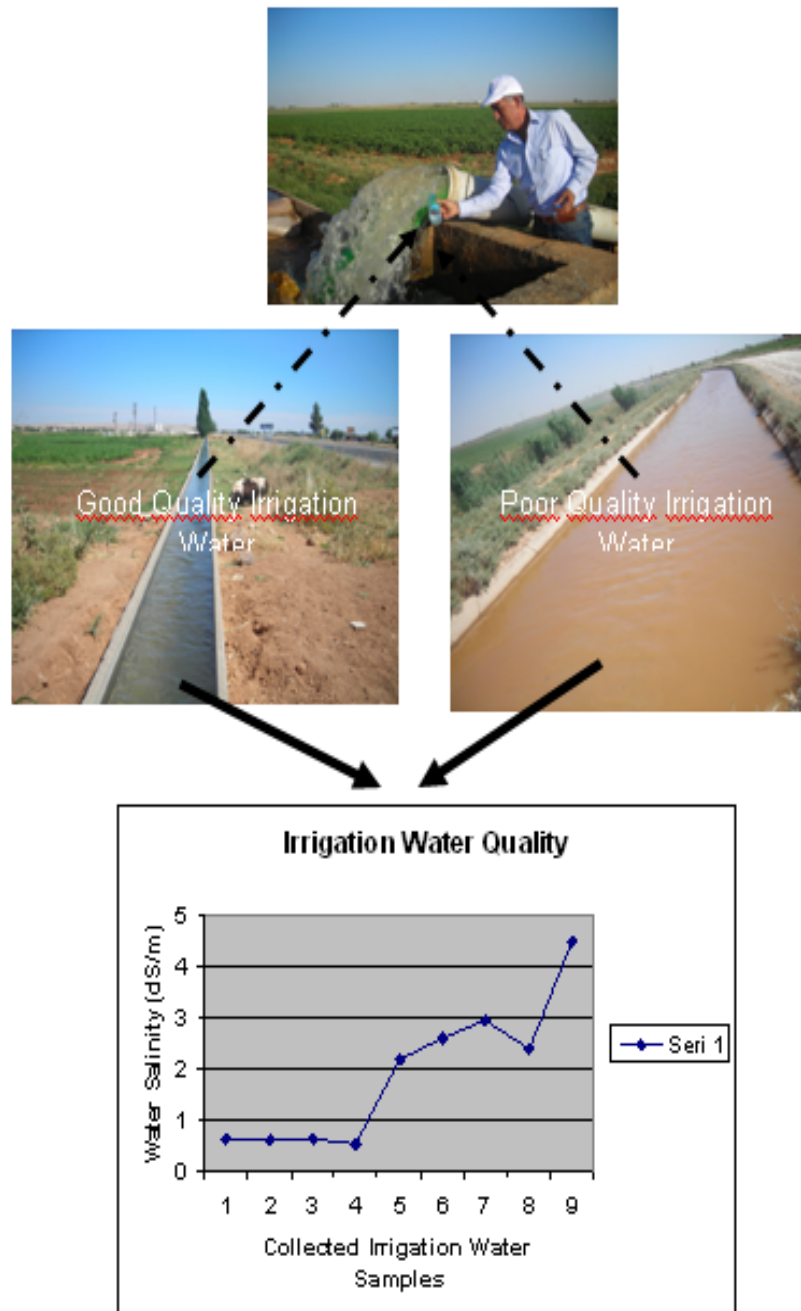 Good Quality Irrigation
Water
Poor Quality Irrigation
Water
Irrigation Water Quality
Water Salinity (dS/m)
5
4
3
2
1
0
1 2 3 4 5 6 7 8 9
Collected Irrigation Water
Samples
Seri 1